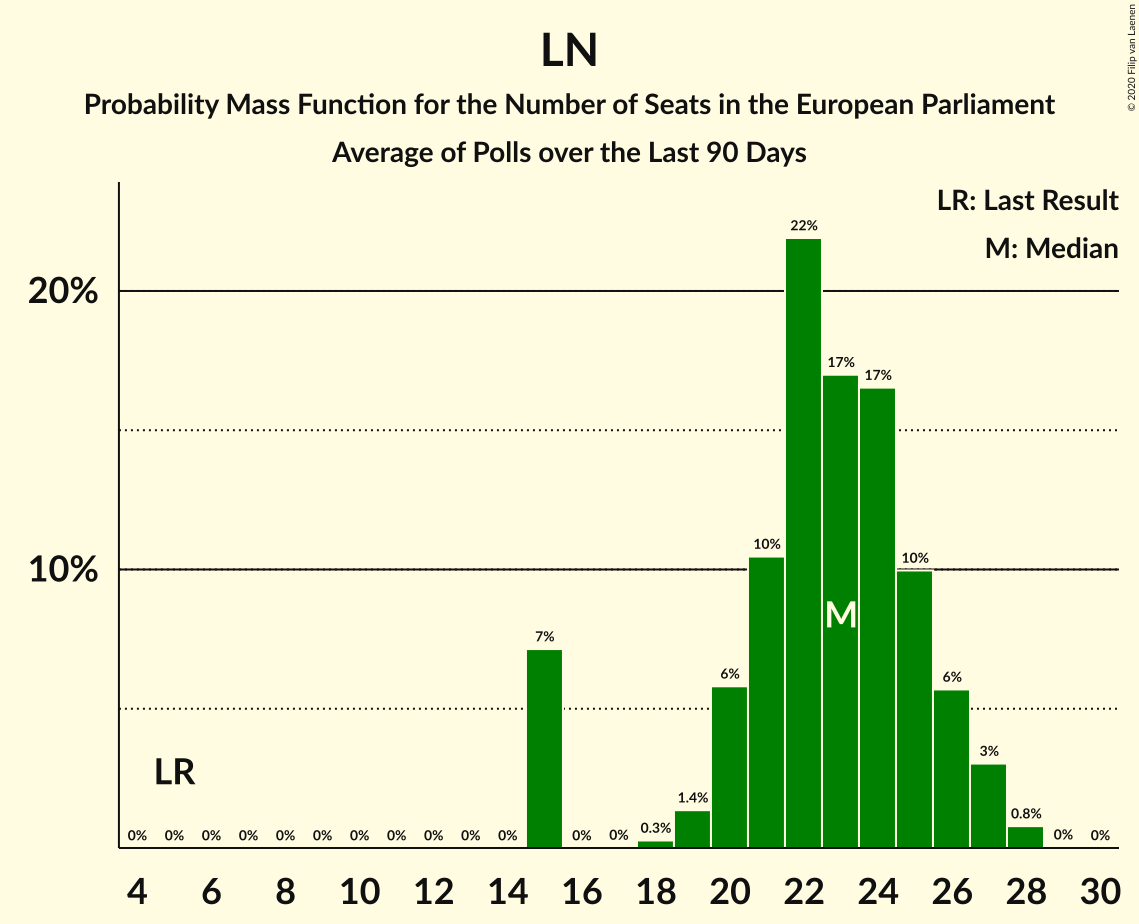 LN
Probability Mass Function for the Number of Seats in the European Parliament
Average of Polls over the Last 90 Days
© 2020 Filip van Laenen
LR: Last Result
M: Median
22%
20%
17%
17%
10%
10%
10%
M
7%
6%
6%
3%
LR
1.4%
0.8%
0.3%
0% 0% 0% 0% 0% 0% 0% 0% 0% 0% 0% 0% 0% 0% 0%
4 6 8 10 12 14 16 18 20 22 24 26 28 30